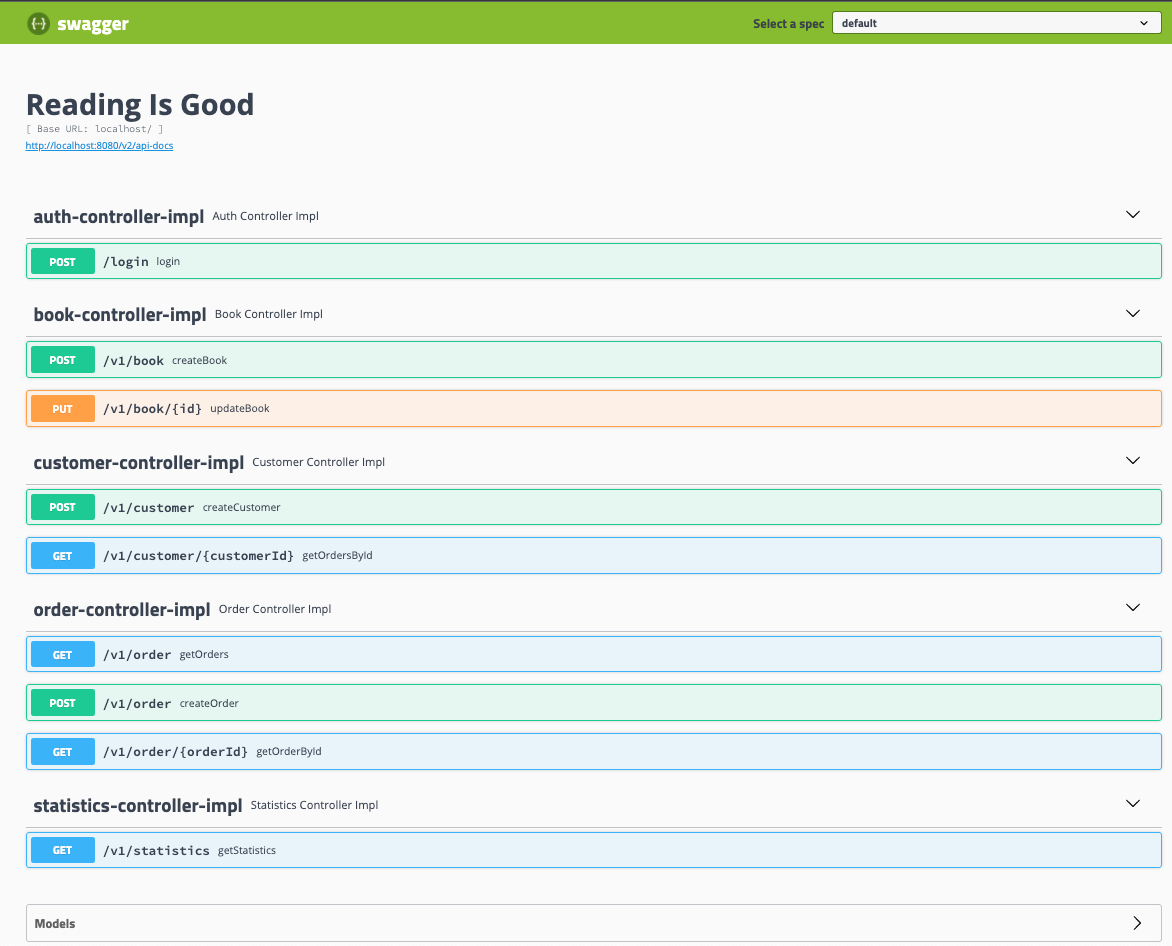 swagger
Select a spec default
Reading Is Good
[ Base URL: localhost/ ]
http://localhost:8080/v2/api-docs
auth-controller-impl Auth Controller Impl
POST /login login
book-controller-impl Book Controller Impl
POST /v1/book createBook
PUT /v1/book/{id} updateBook
customer-controller-impl Customer Controller Impl
POST /v1/customer createCustomer
GET /v1/customer/{customerId} getOrdersById
order-controller-impl Order Controller Impl
GET /v1/order getOrders
POST /v1/order createOrder
GET /v1/order/{orderId} getOrderById
statistics-controller-impl Statistics Controller Impl
GET /v1/statistics getStatistics
Models